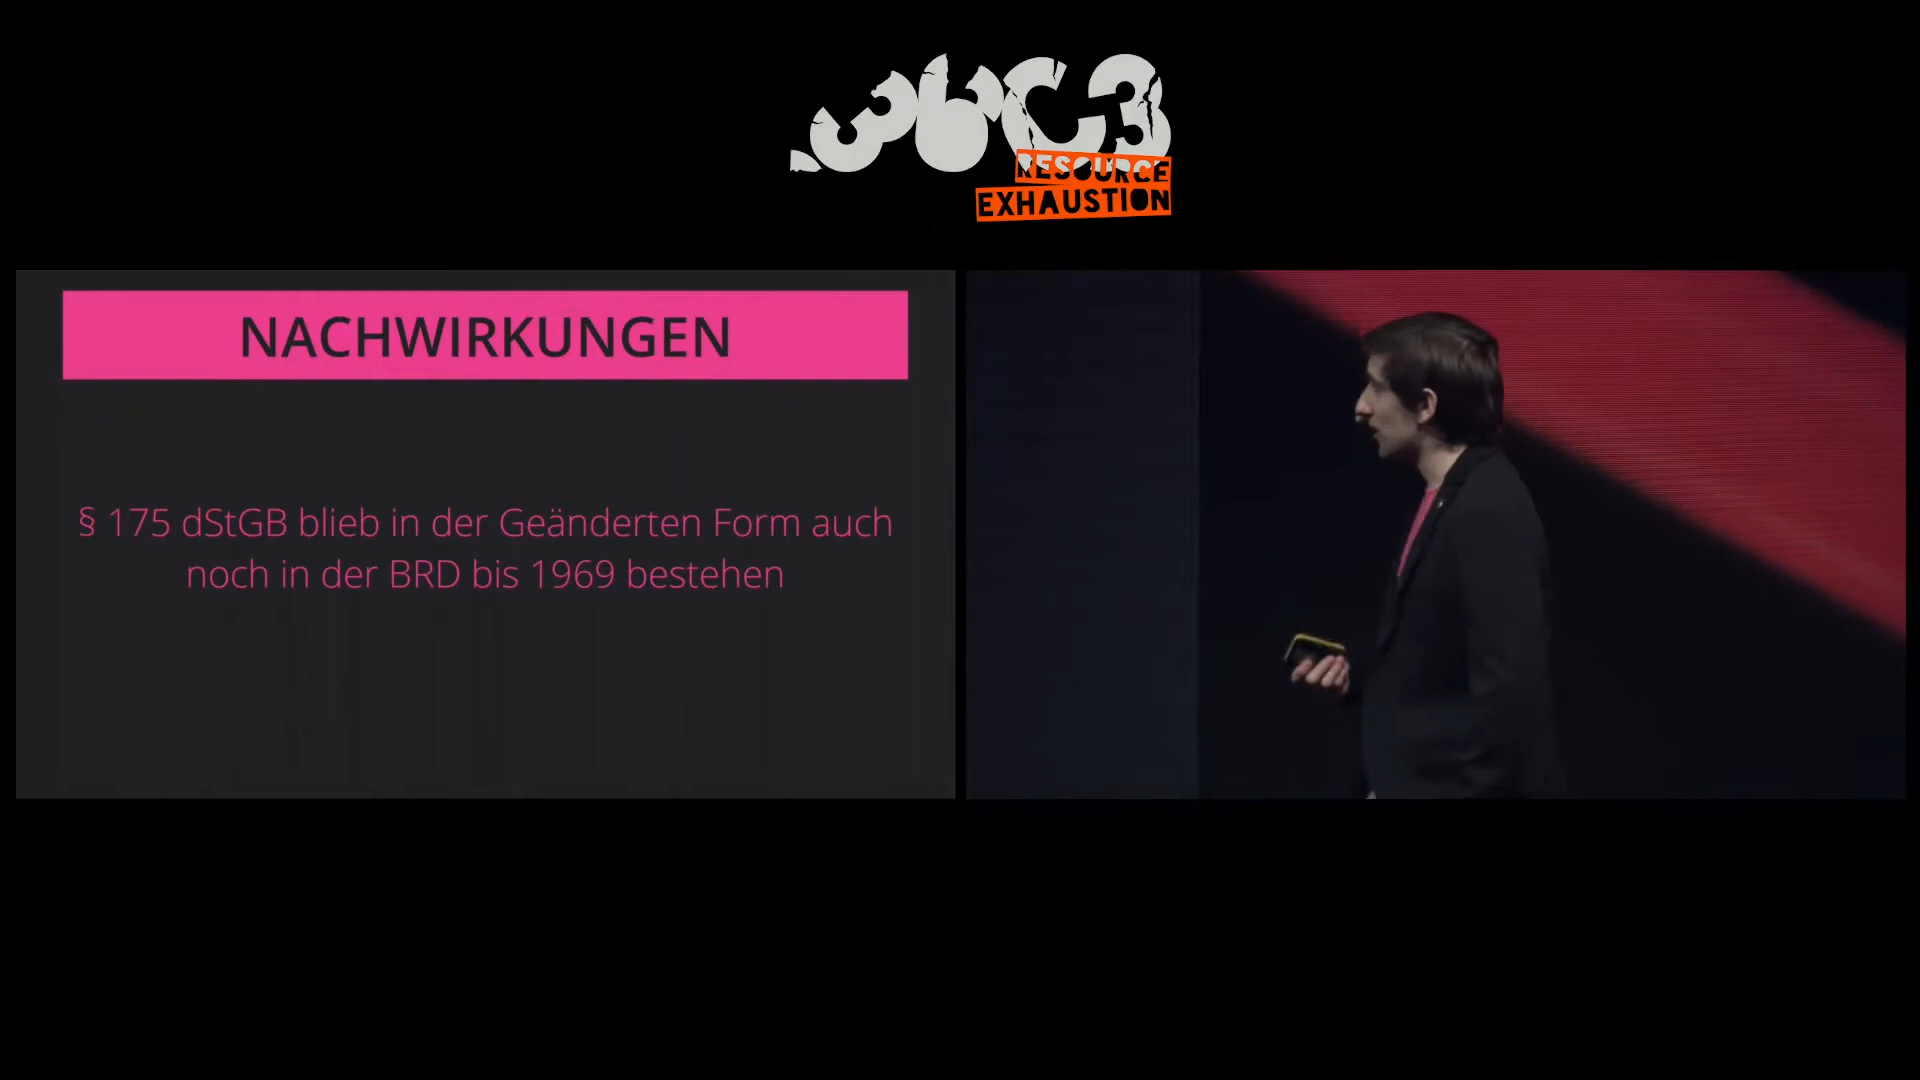 36C3
RESOURCE
EXHAUSTION
NACHWIRKUNGEN
§ 175 dStGB blieb in der Geänderten Form auch
noch in der BRD bis 1969 bestehen